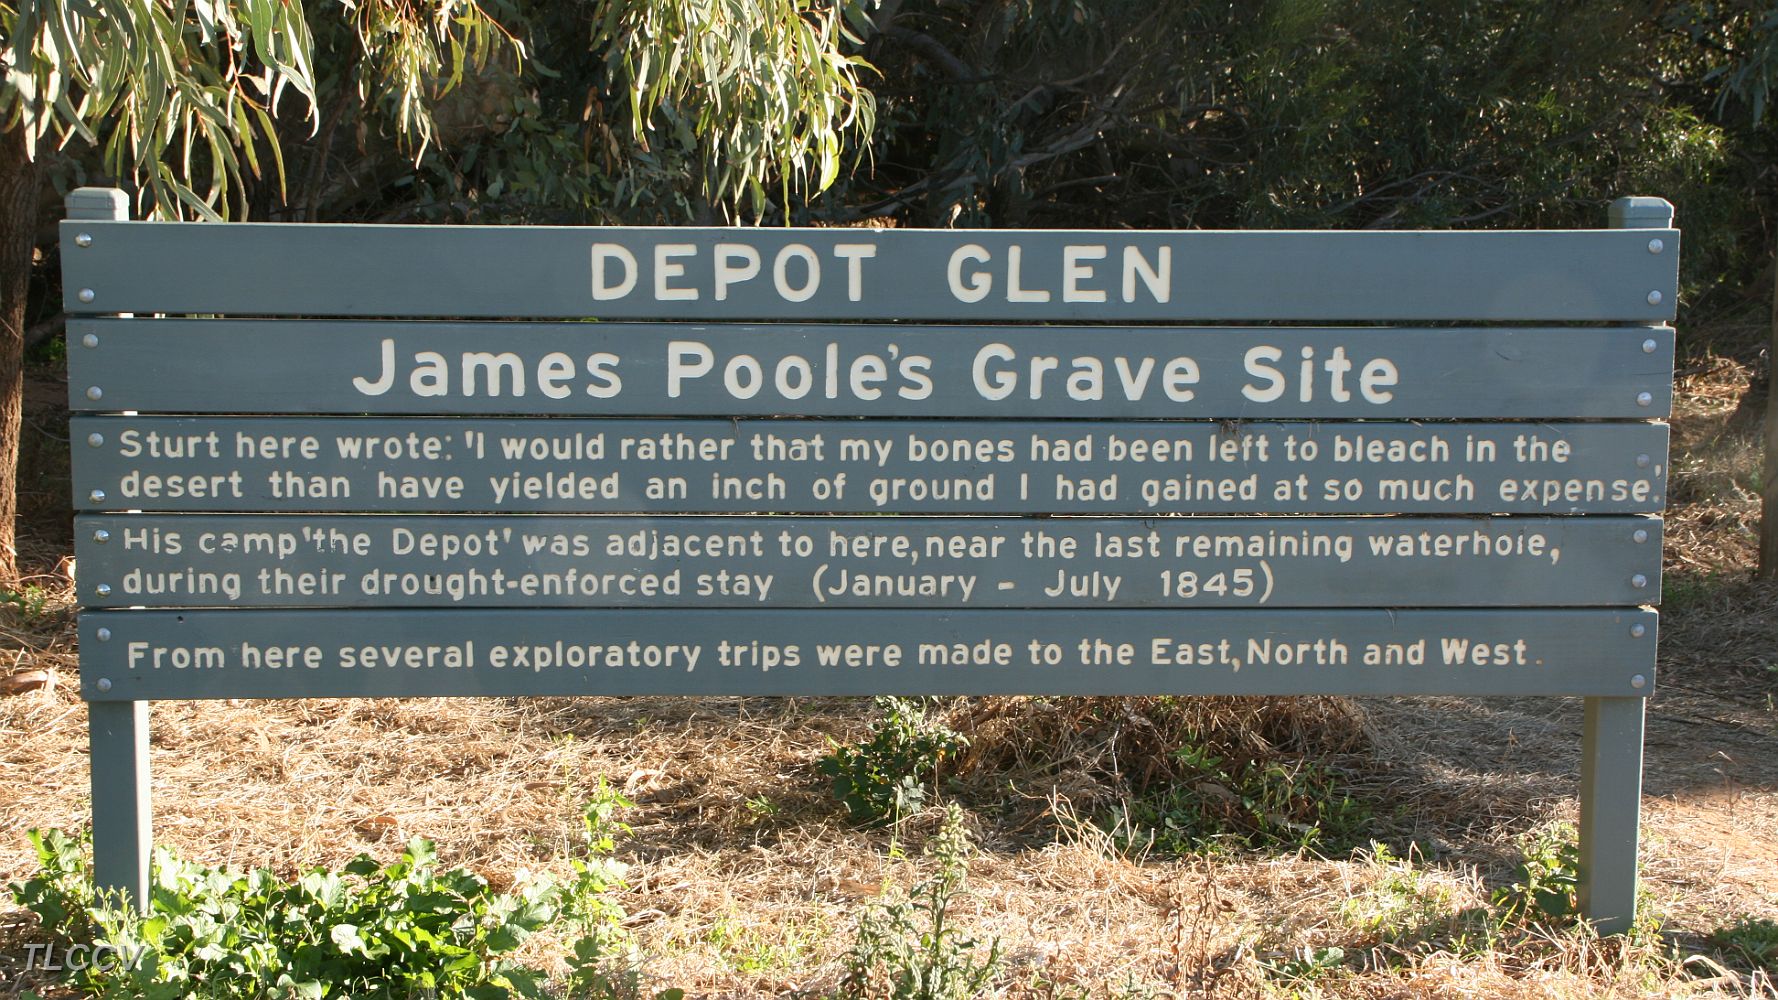 DEPOT GLEN
James Poole's Grave Site
Sturt here wrote: 'I would rather that my bones had been left to bleach in the
desert than have yielded an inch of ground I had gained at so much expense.'
His camp 'the Depot' was adjacent to here, near the last remaining waterhole,
during their drought-enforced stay (January - July 1845)
From here several exploratory trips were made to the East, North and West.
TLCCV